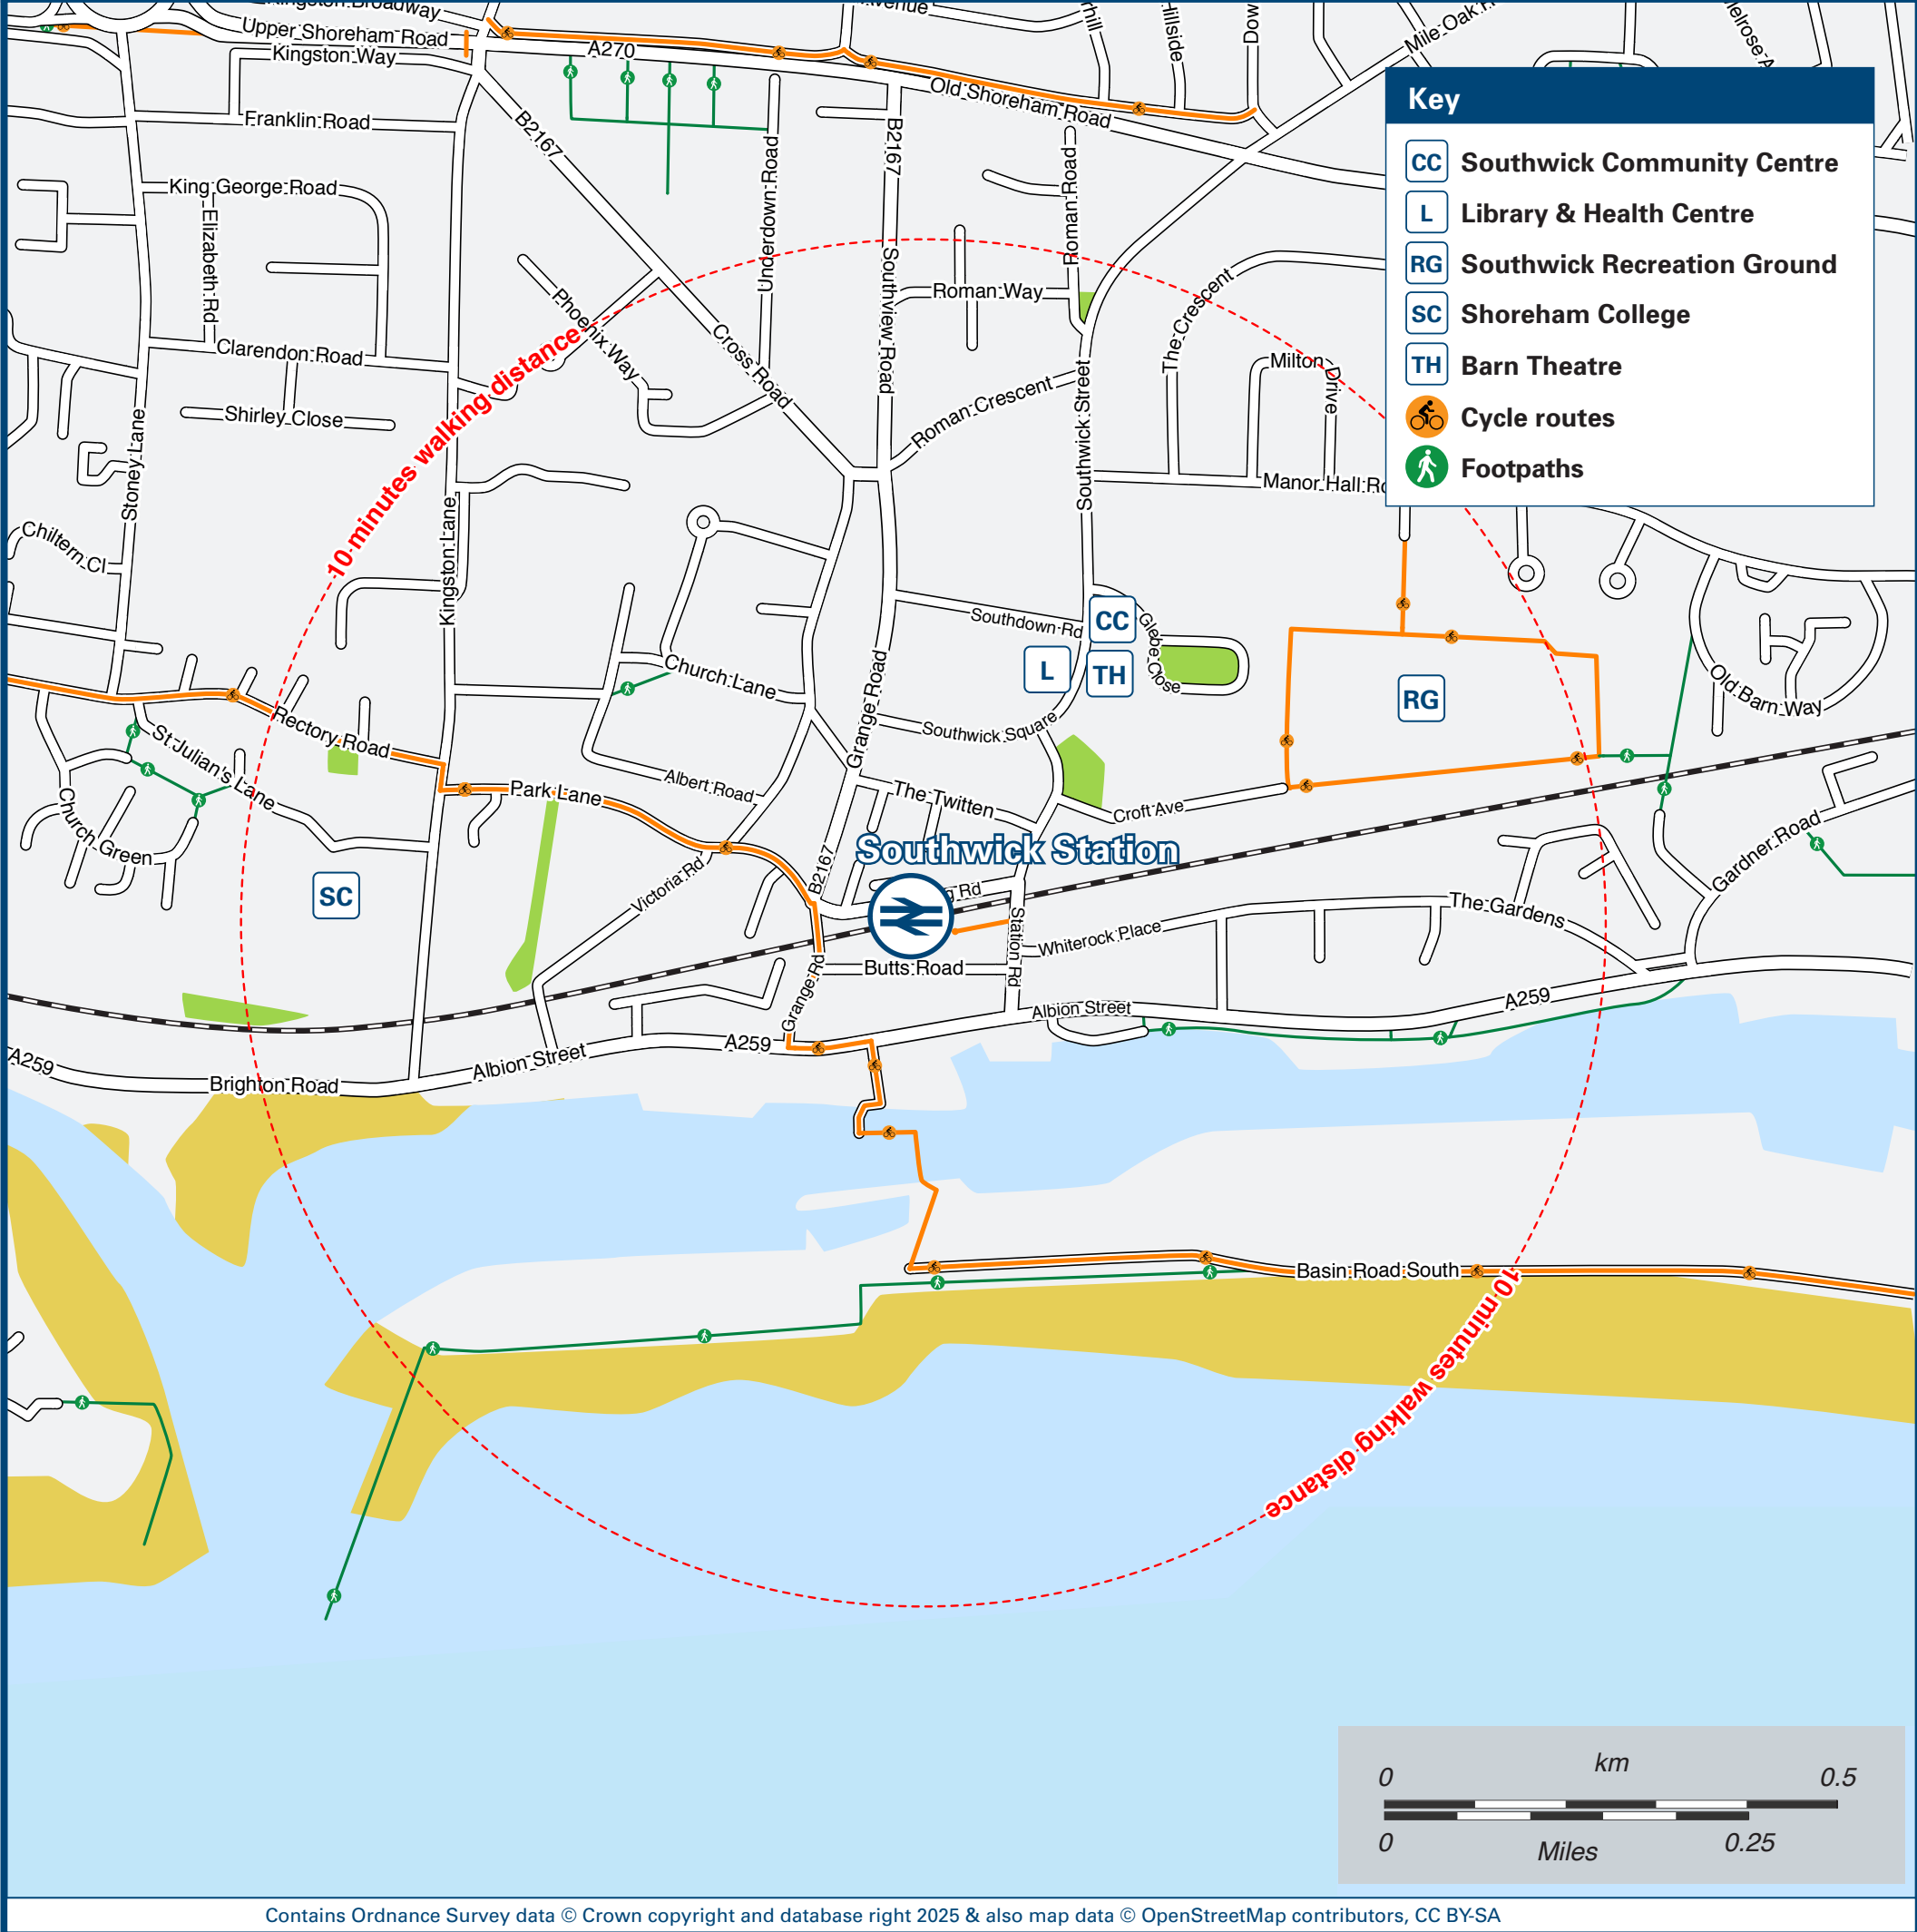 Kingston Broadway
Upper Shoreham Road
Kingston Way
A270
Old Shoreham Road
Mile Oak
Hillside
Franklin Road
B2167
B2167
King George Road
Elizabeth Rd
Underdown Road
Southview Road
Roman Road
Roman Way
Phoenix Way
Cross Road
Clarendon Road
Shirley Close
Stoney Lane
Roman Crescent
Southwick Street
The Crescent
Milton Drive
Manor Hall
10 minutes walking distance
Chiltern Cl
Kingston Lane
Key
CC Southwick Community Centre
L Library & Health Centre
RG Southwick Recreation Ground
SC Shoreham College
TH Barn Theatre
Cycle routes
Footpaths
Southdown Rd
CC
Glebe Close
L
TH
RG
Church Lane
Grange Road
Southwick Square
Old Barn Way
Rectory Road
St Julian's Lane
Albert Road
Park Lane
The Twitten
Croft Ave
Church Green
Southwick Station
SC
Victoria Rd
B2167
Rd
Station Rd
Whiterock Place
The Gardens
Gardner Road
Butts Road
Grange Rd
Albion Street
A259
A259
A259
Albion Street
Brighton Road
Basin Road South
10 minutes walking distance
km
0 0.5
0 0.25
Miles
Contains Ordnance Survey data © Crown copyright and database right 2025 & also map data © OpenStreetMap contributors, CC BY-SA